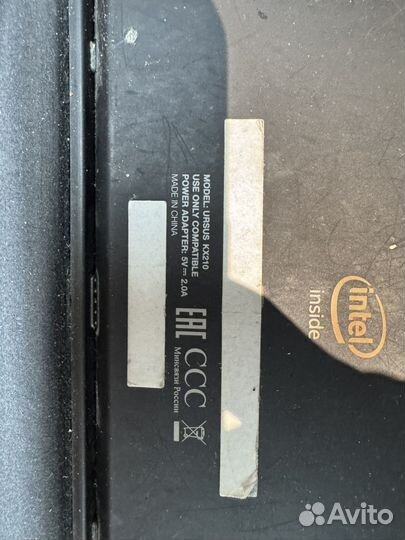 MODEL: URSUS KX210
USE ONLY COMPATIBLE
POWER ADAPTER: 5V⎓2.0A
MADE IN CHINA
EAC CCC
Минсвязи России
intel
inside
Avito